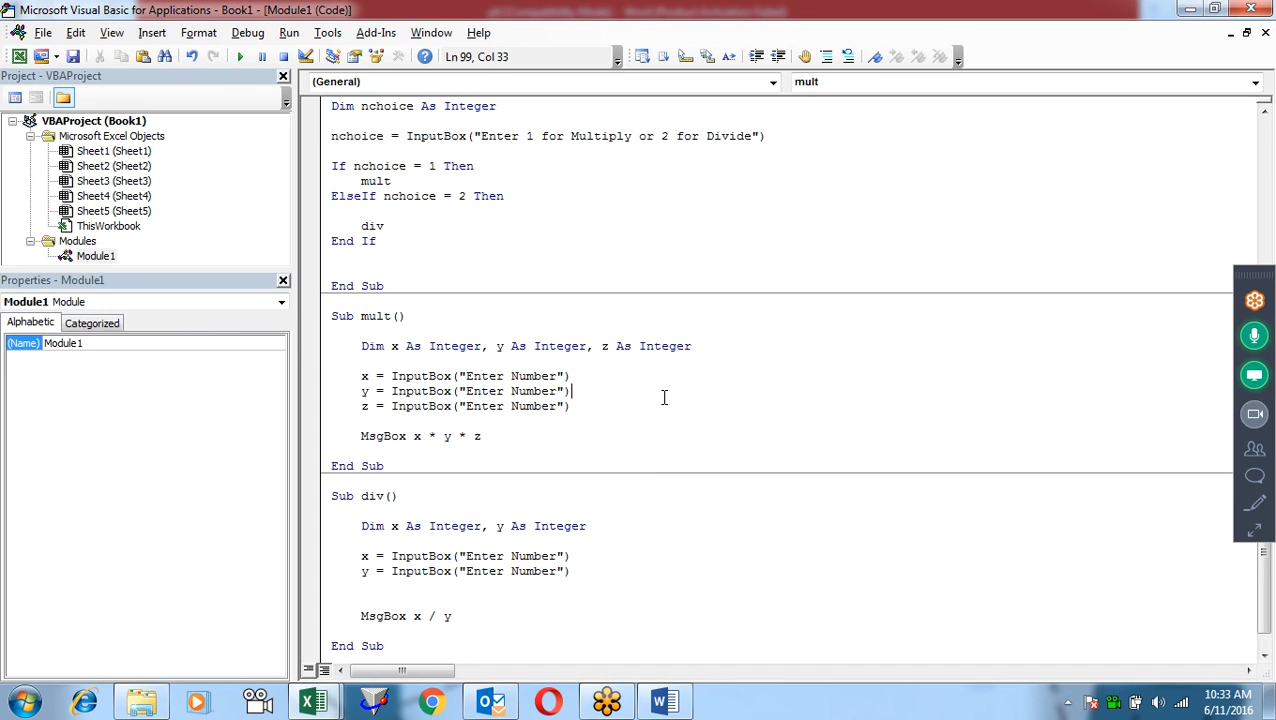 Microsoft Visual Basic for Applications - Book1 - [Module1 (Code)]
File Edit View Insert Format Debug Run Tools Add-Ins Window Help
Ln 99, Col 33
Project - VBAProject
(General)
mult
VBAProject (Book1)
Microsoft Excel Objects
Sheet1 (Sheet1)
Sheet2 (Sheet2)
Sheet3 (Sheet3)
Sheet4 (Sheet4)
Sheet5 (Sheet5)
ThisWorkbook
Modules
Module1
Properties - Module1
Module1 Module
Alphabetic Categorized
(Name) Module1
Dim nchoice As Integer
nchoice = InputBox("Enter 1 for Multiply or 2 for Divide")
If nchoice = 1 Then
mult
ElseIf nchoice = 2 Then
div
End If
End Sub
Sub mult()
Dim x As Integer, y As Integer, z As Integer
x = InputBox("Enter Number")
y = InputBox("Enter Number")
z = InputBox("Enter Number")
MsgBox x * y * z
End Sub
Sub div()
Dim x As Integer, y As Integer
x = InputBox("Enter Number")
y = InputBox("Enter Number")
MsgBox x / y
End Sub
10:33 AM
6/11/2016